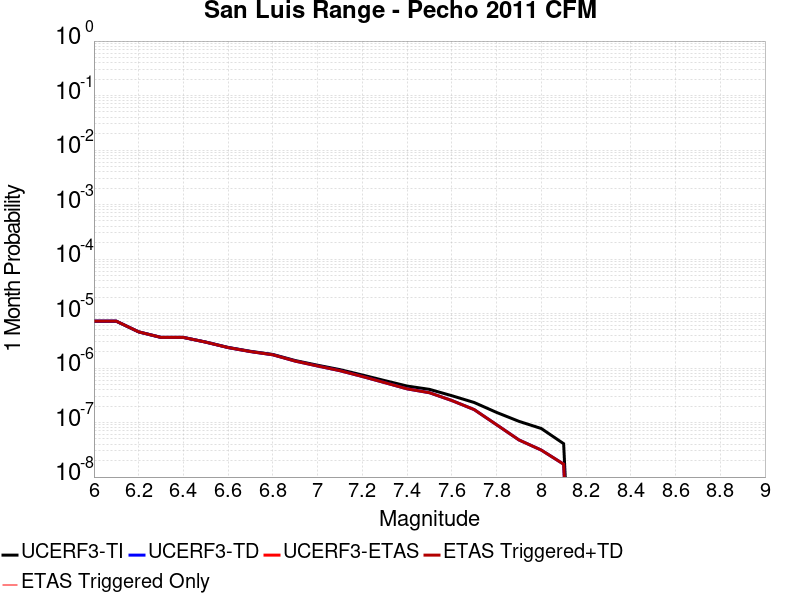 San Luis Range - Pecho 2011 CFM
10^0
10^-1
10^-2
10^-3
10^-4
10^-5
10^-6
10^-7
10^-8
1 Month Probability
6 6.2 6.4 6.6 6.8 7 7.2 7.4 7.6 7.8 8 8.2 8.4 8.6 8.8 9
Magnitude
UCERF3-TI UCERF3-TD UCERF3-ETAS ETAS Triggered+TD
ETAS Triggered Only